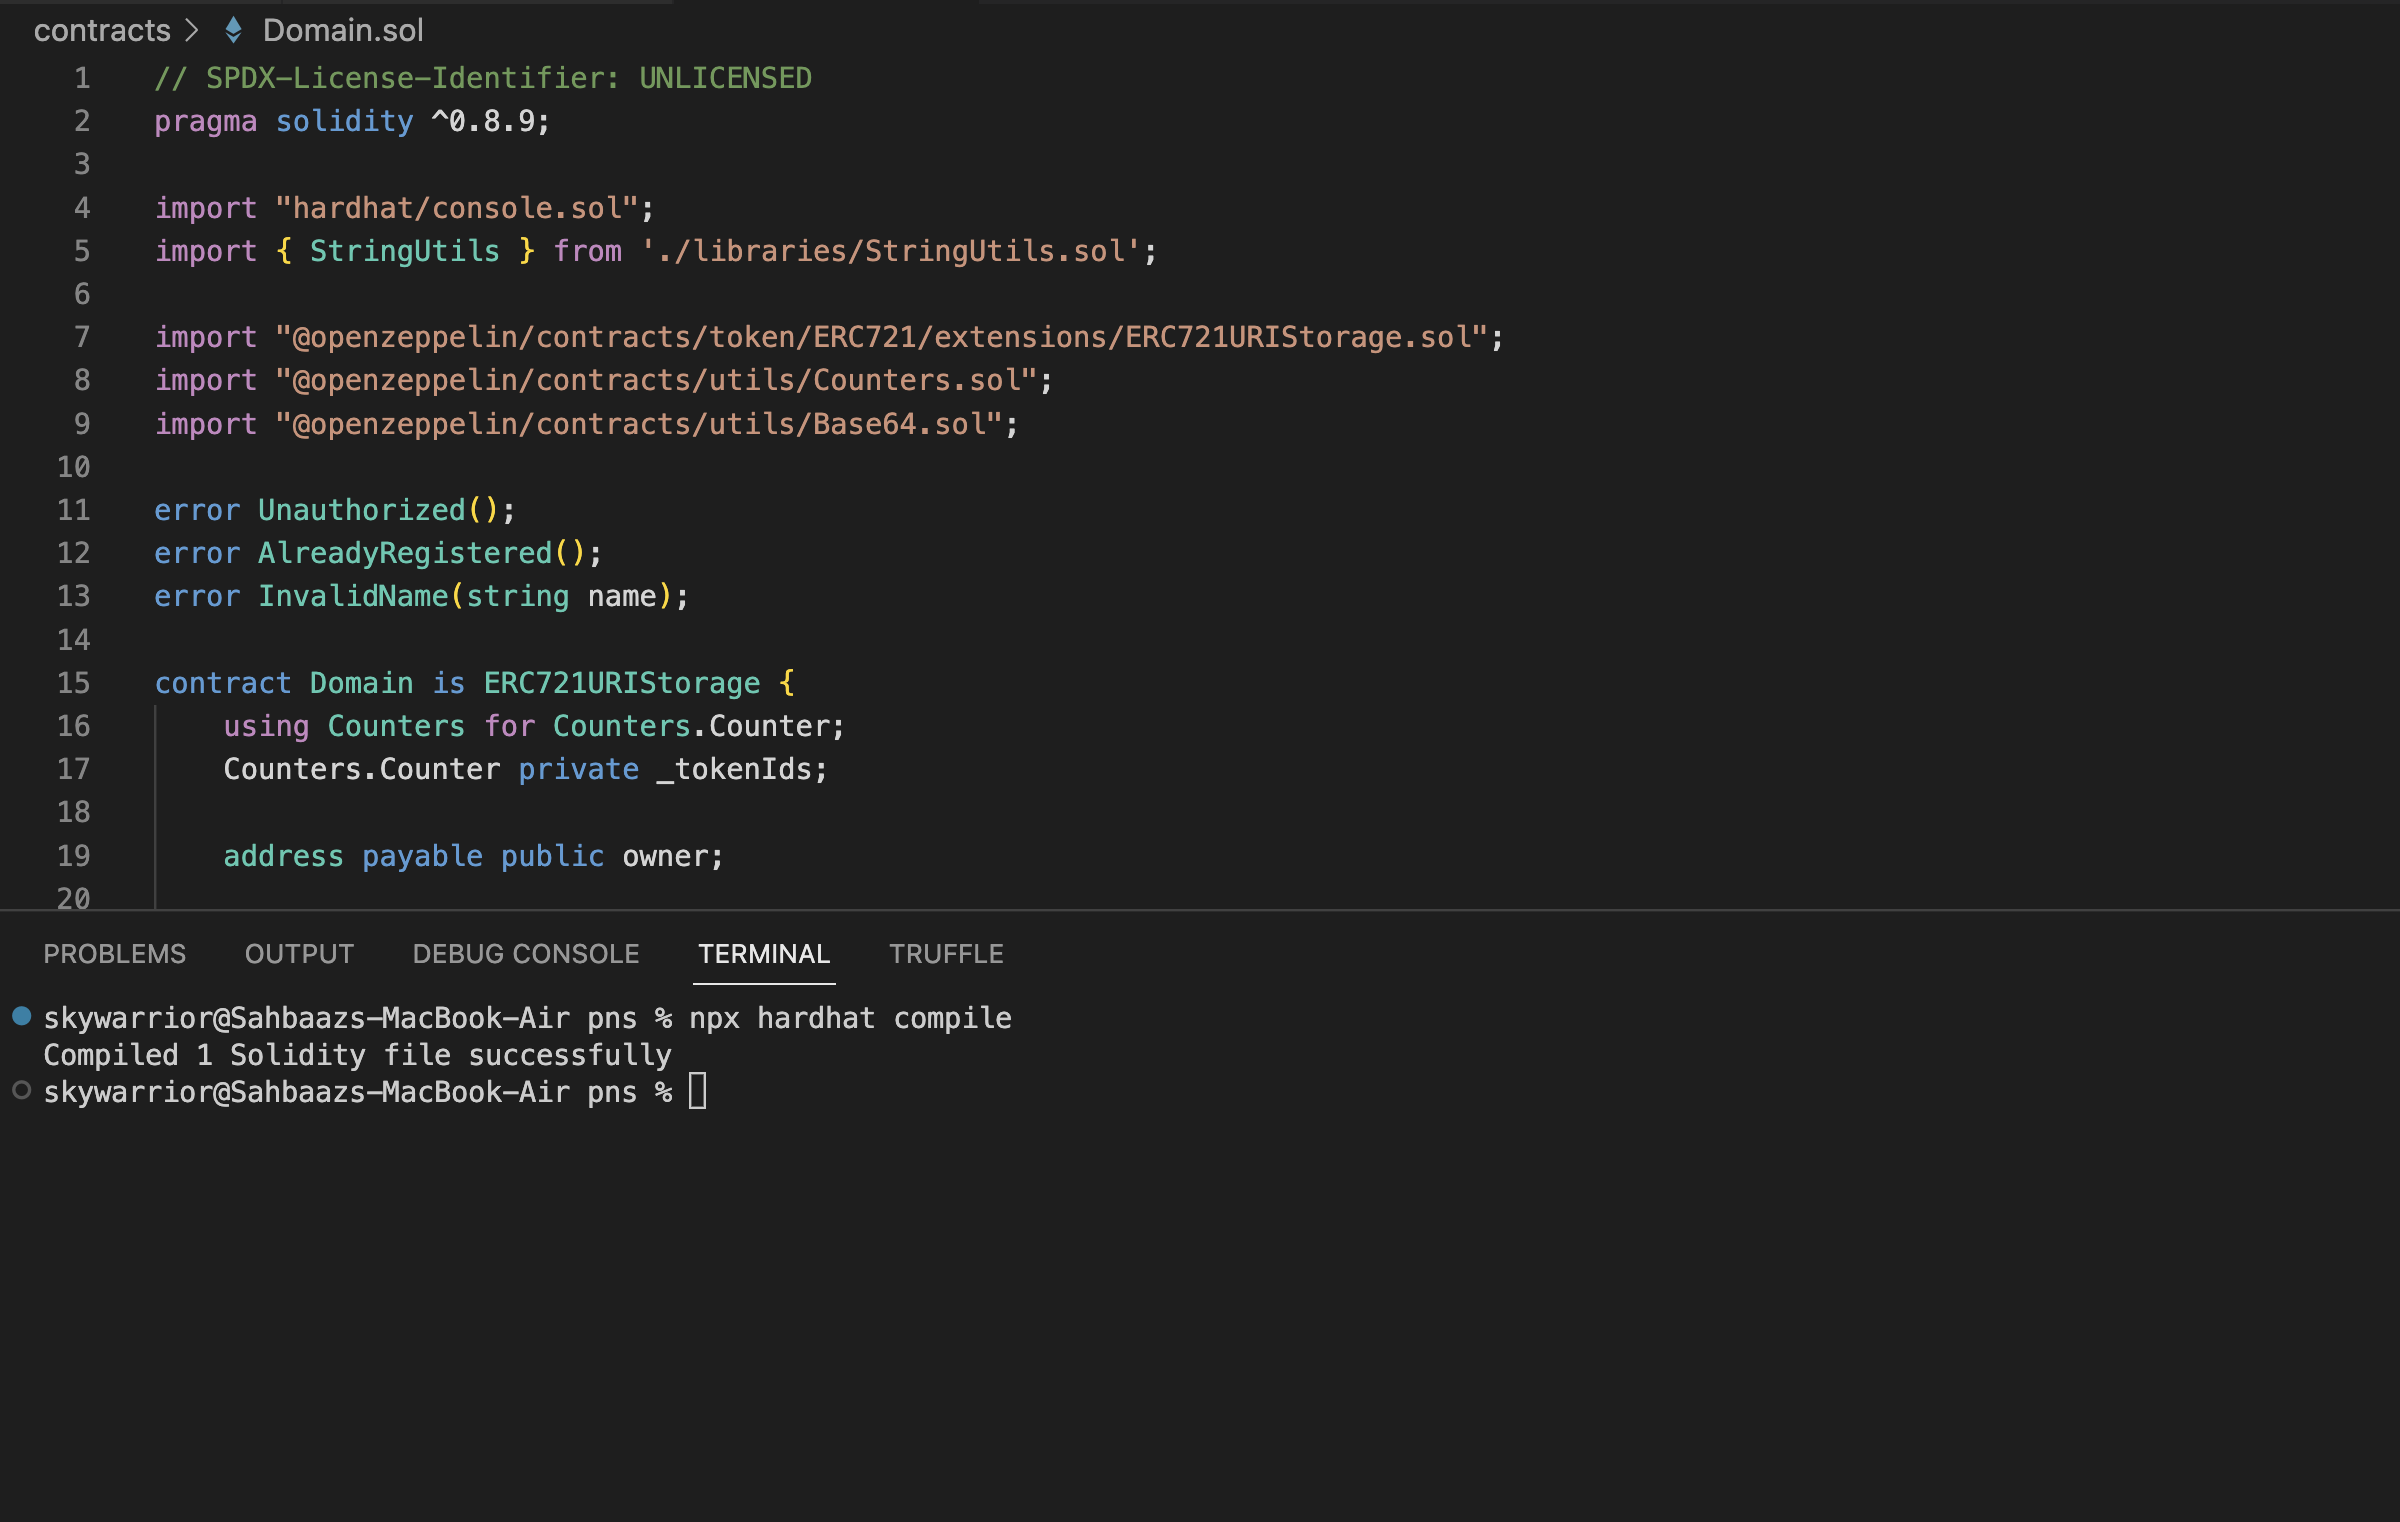 contracts > Domain.sol
1 // SPDX-License-Identifier: UNLICENSED
2 pragma solidity ^0.8.9;
3
4 import "hardhat/console.sol";
5 import { StringUtils } from './libraries/StringUtils.sol';
6
7 import "@openzeppelin/contracts/token/ERC721/extensions/ERC721URIStorage.sol";
8 import "@openzeppelin/contracts/utils/Counters.sol";
9 import "@openzeppelin/contracts/utils/Base64.sol";
10
11 error Unauthorized();
12 error AlreadyRegistered();
13 error InvalidName(string name);
14
15 contract Domain is ERC721URIStorage {
16     using Counters for Counters.Counter;
17     Counters.Counter private _tokenIds;
18
19     address payable public owner;
20
PROBLEMS OUTPUT DEBUG CONSOLE TERMINAL TRUFFLE
skywarrior@Sahbaazs-MacBook-Air pns % npx hardhat compile
Compiled 1 Solidity file successfully
skywarrior@Sahbaazs-MacBook-Air pns %